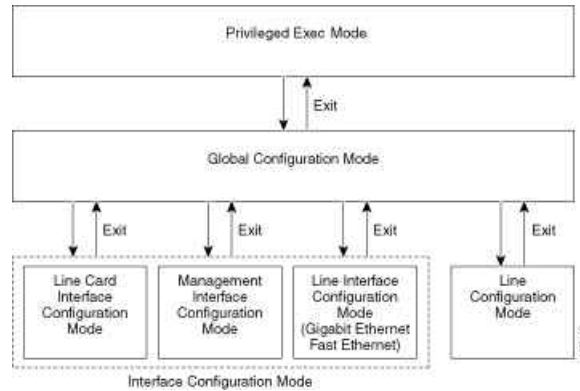 Privileged Exec Mode
Exit
Global Configuration Mode
Exit
Exit
Exit
Exit
Line Card
Interface
Configuration
Mode
Management
Interface
Configuration
Mode
Line Interface
Configuration
Mode
(Gigabit Ethernet
Fast Ethernet)
Line
Configuration
Mode
Interface Configuration Mode